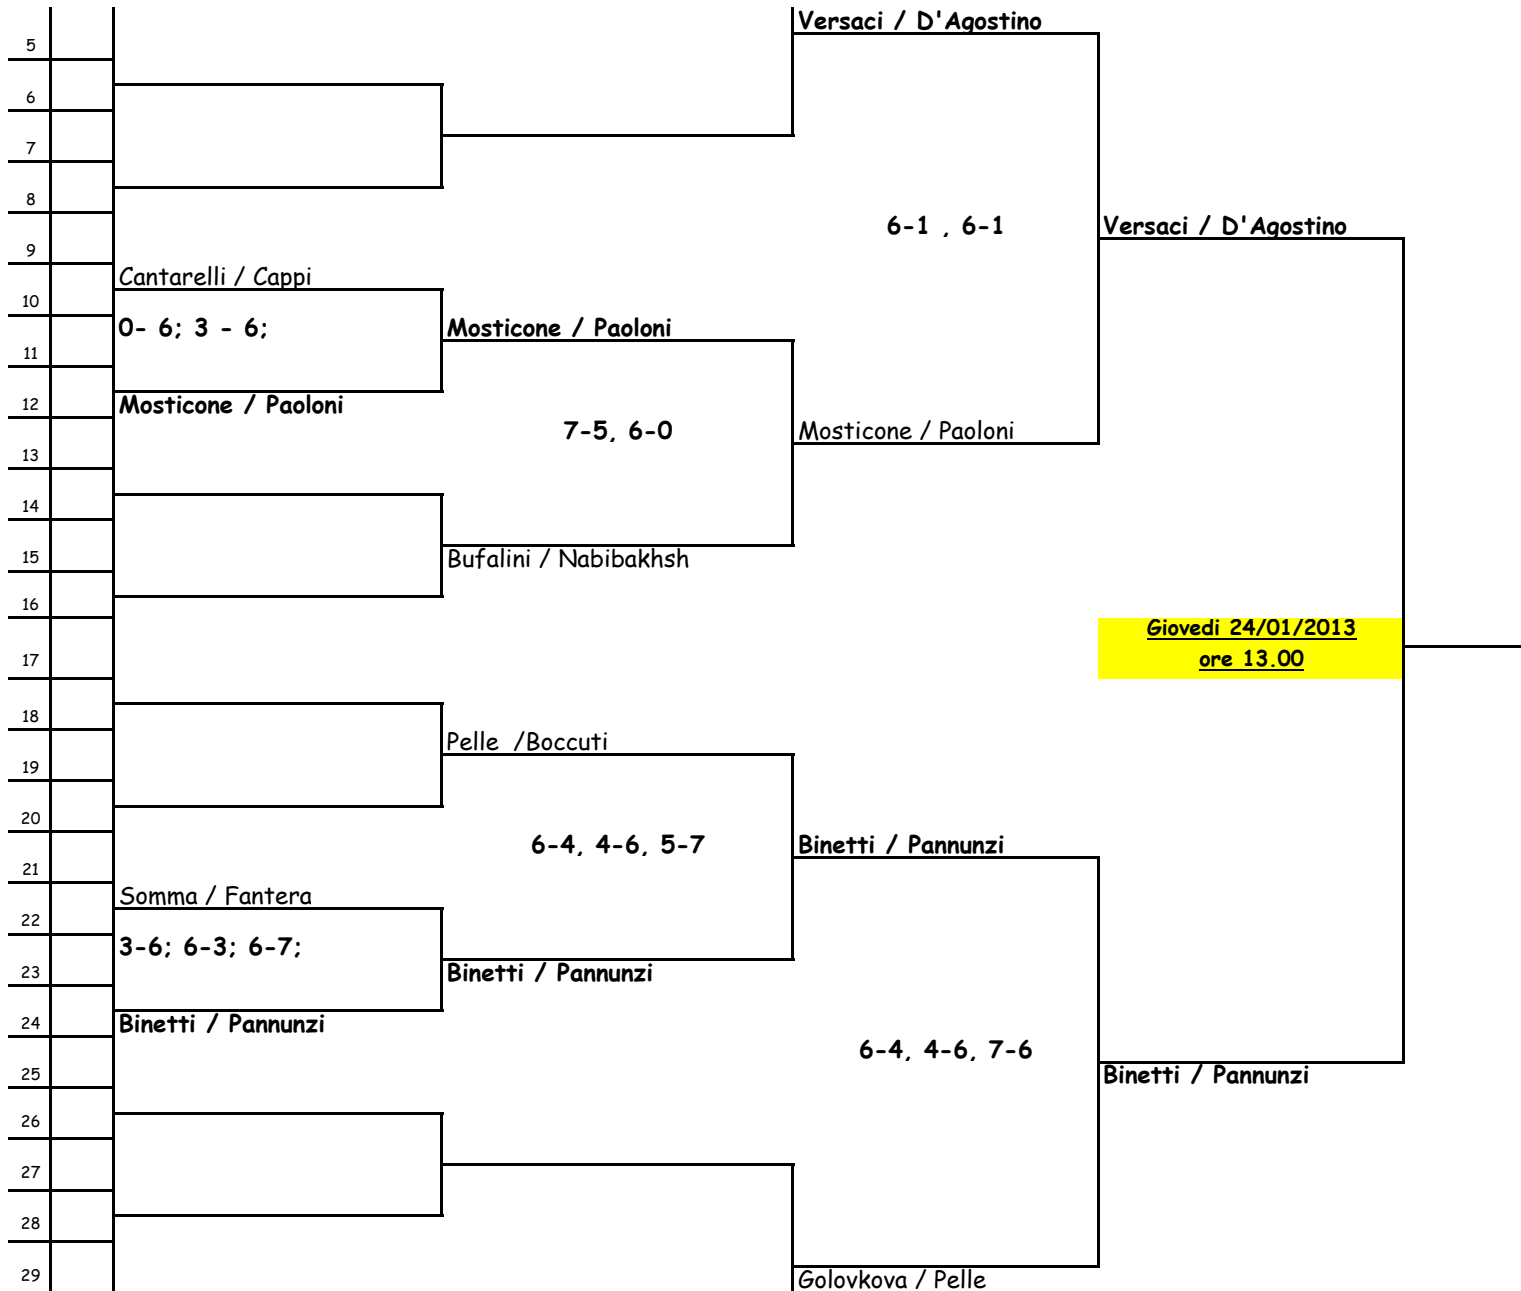 Versaci / D'Agostino
5
6
7
8
6-1 , 6-1
Versaci / D'Agostino
9
Cantarelli / Cappi
10
0- 6; 3 - 6;
Mosticone / Paoloni
11
12
Mosticone / Paoloni
7-5, 6-0
Mosticone / Paoloni
13
14
15
Bufalini / Nabibakhsh
16
Giovedi 24/01/2013
ore 13.00
17
18
Pelle  /Boccuti
19
20
6-4, 4-6, 5-7
Binetti / Pannunzi
21
Somma / Fantera
22
3-6; 6-3; 6-7;
23
Binetti / Pannunzi
24
Binetti / Pannunzi
6-4, 4-6, 7-6
25
Binetti / Pannunzi
26
27
28
29
Golovkova / Pelle